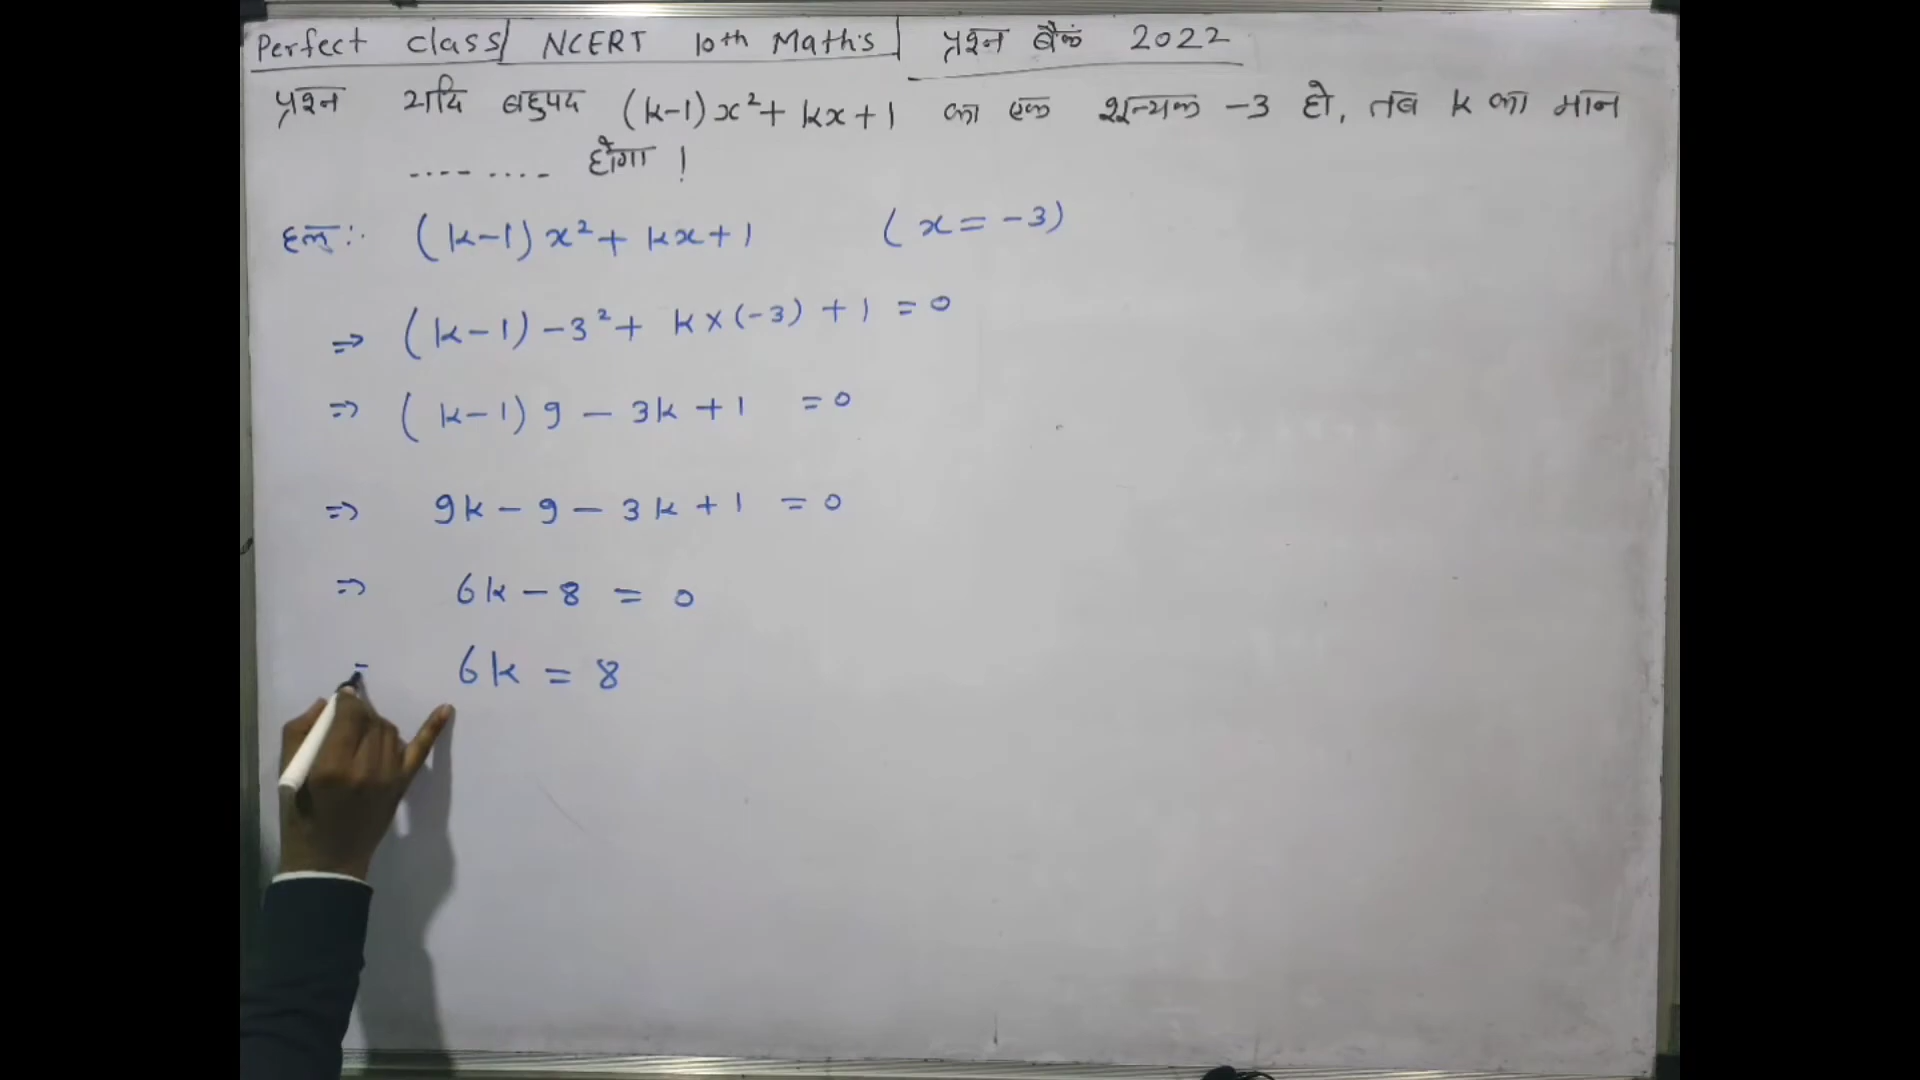 Perfect class/ NCERT 10th Math's | प्रश्न बैंक 2022
प्रश्न यदि बहुपद (k-1)x²+ kx+1 का एक शून्यक -3 हो, तब k का मान
......... होगा !
हल:- (k-1)x²+ kx+1 (x= -3)
⇒ (k-1)-3²+ k×(-3) +1 =0
⇒ (k-1) 9 - 3k +1 =0
⇒ 9k - 9 - 3k +1 =0
⇒ 6k - 8 = 0
= 6k = 8